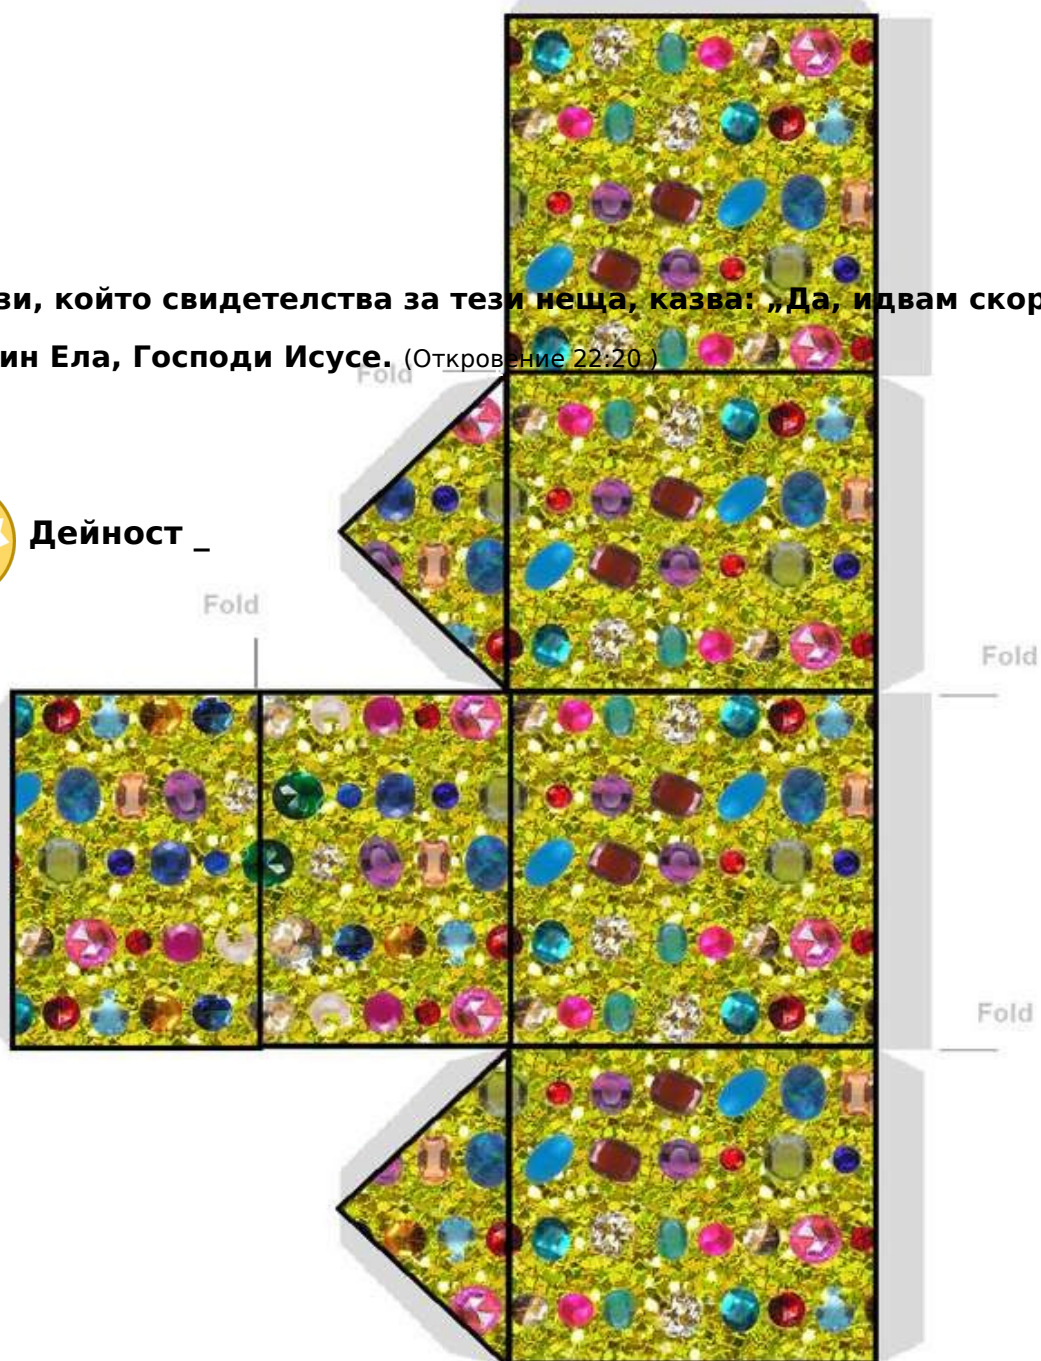 зи, който свидетелства за тези неща, казва: „Да, идвам скор
ин Ела, Господи Исусе. (Откровение 22:20 )
Fold
Дейност _
Fold
Fold
Fold